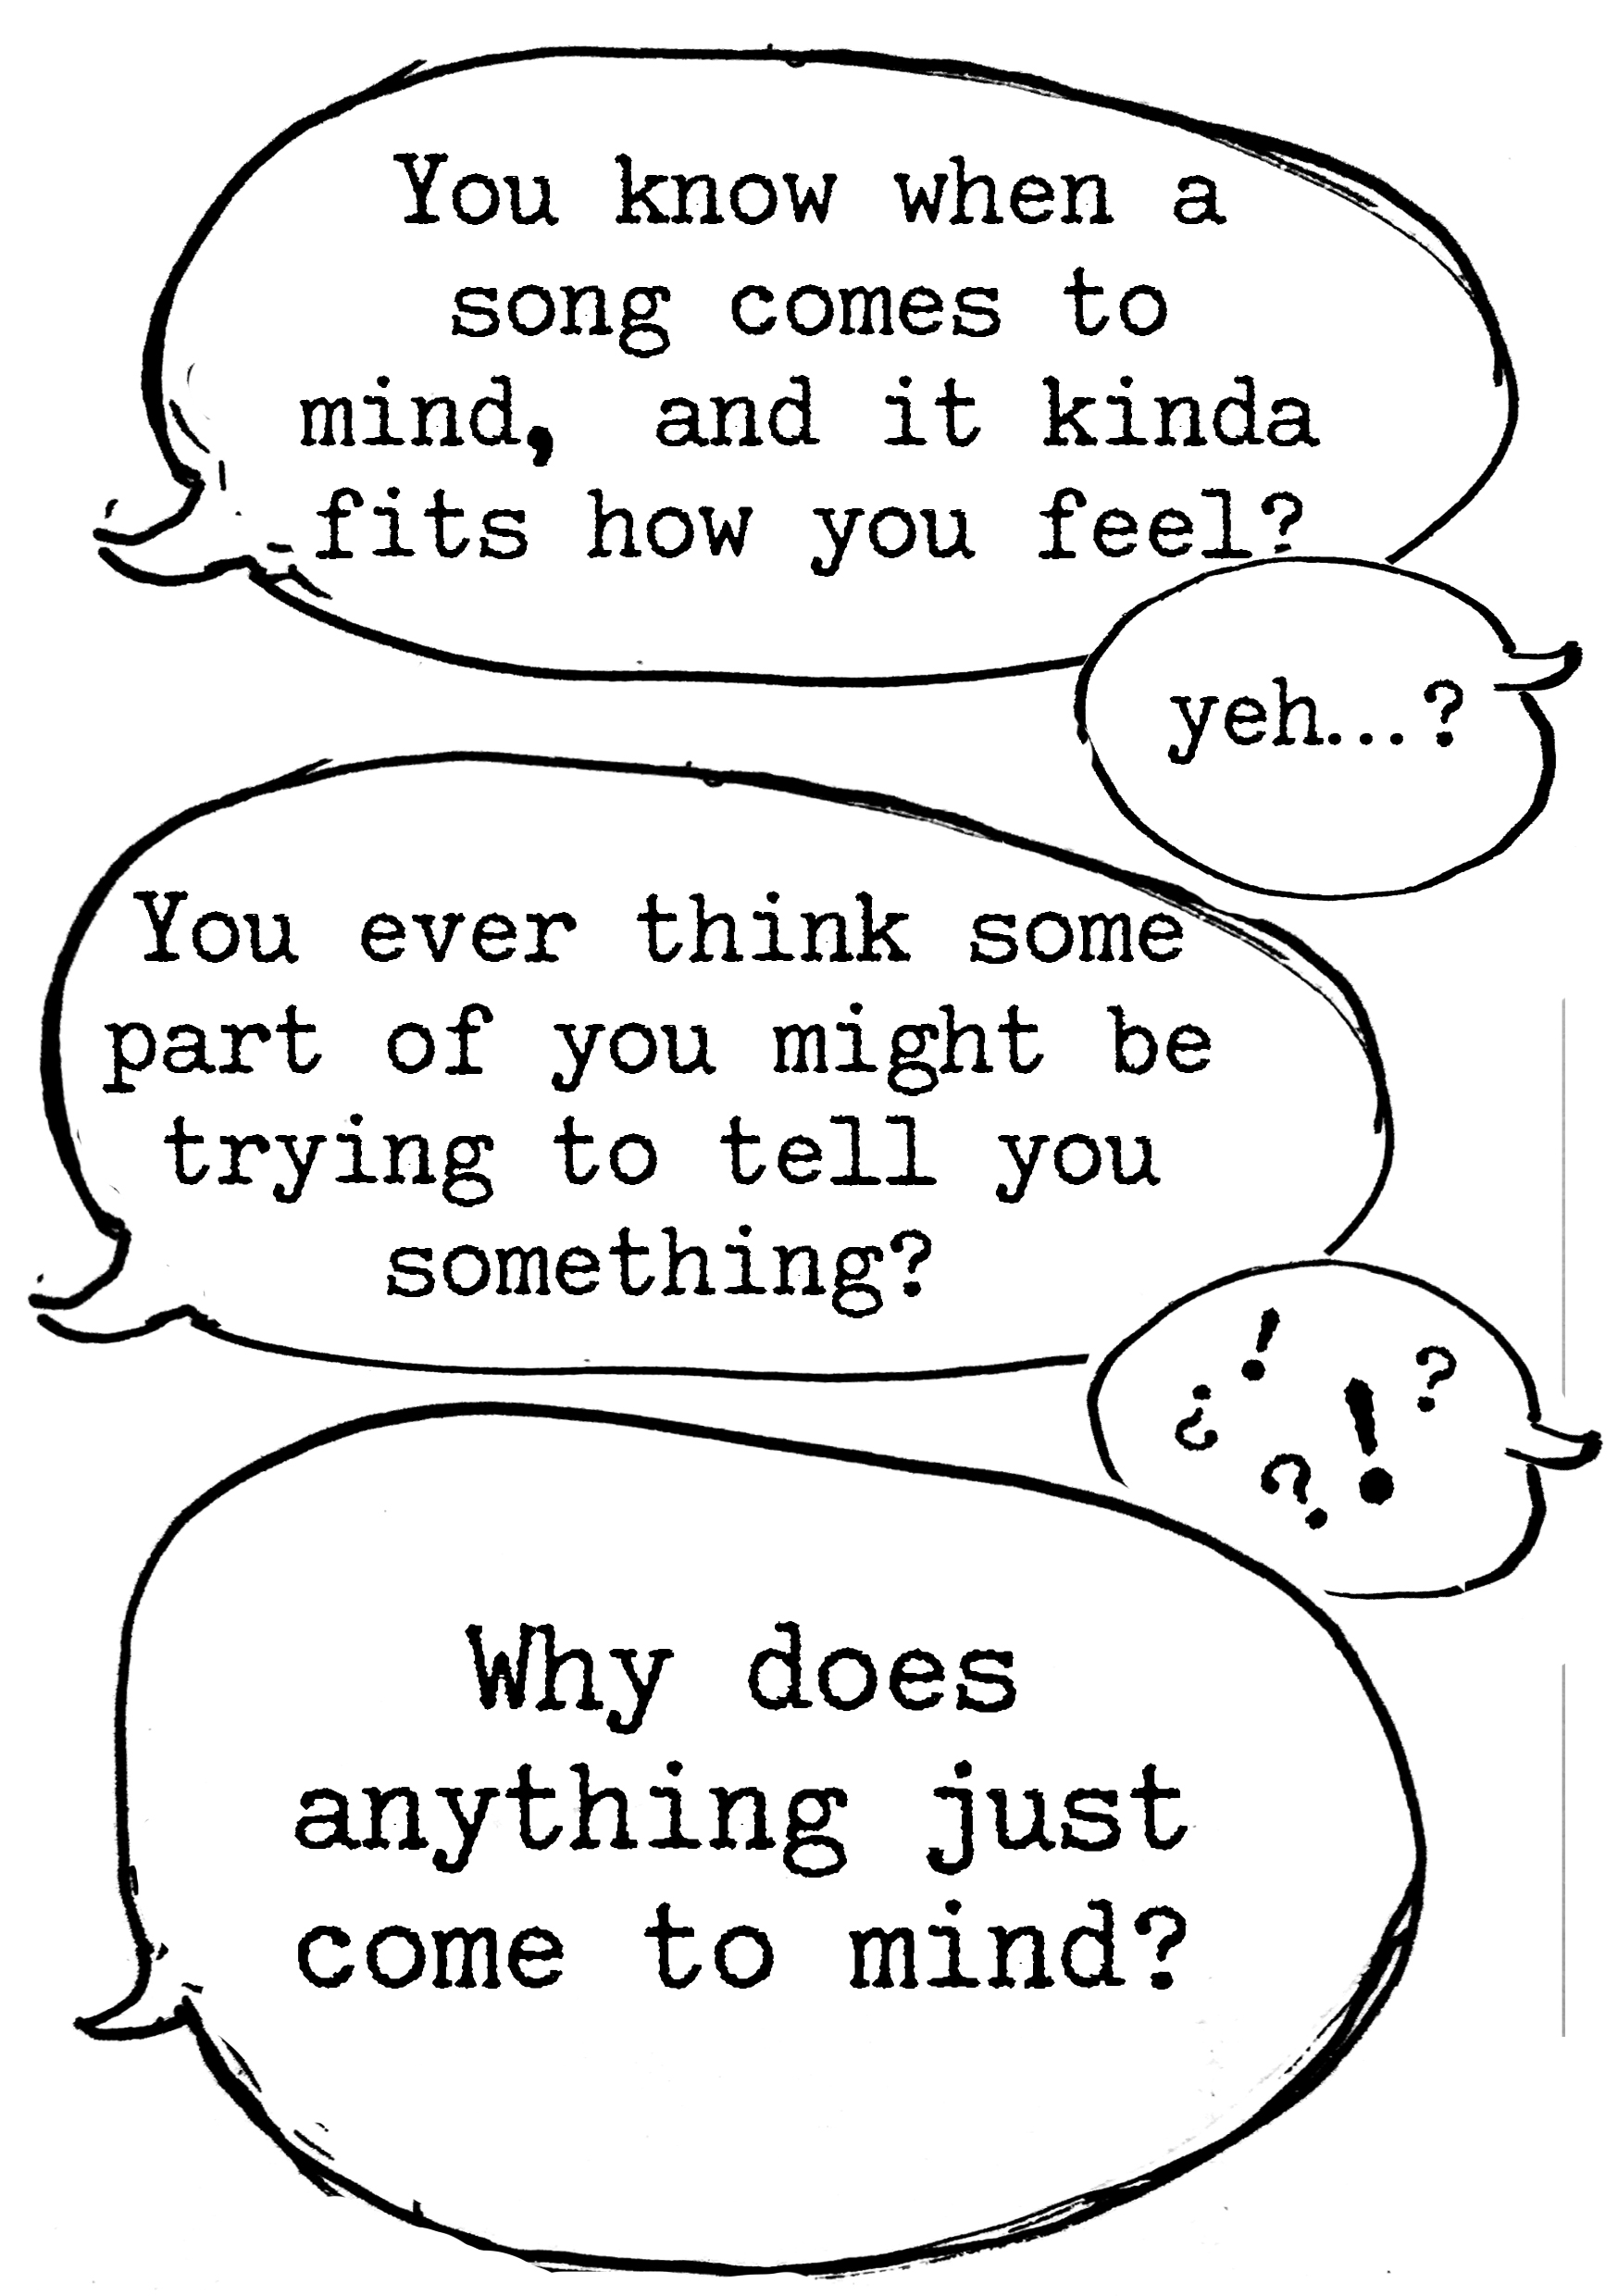 You know when a
song comes to
mind, and it kinda
fits how you feel?
yeh...?
You ever think some
part of you might be
trying to tell you
something?
! ?
¿ !
?
Why does
anything just
come to mind?